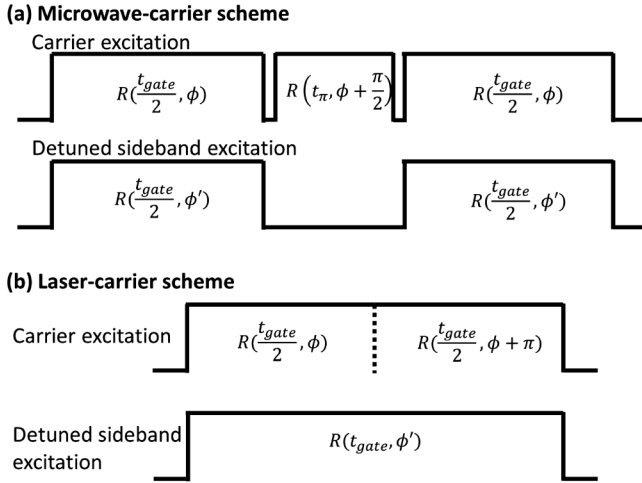 (a) Microwave-carrier scheme
Carrier excitation
R(t_gate/2, ϕ) R(t_π, ϕ + π/2) R(t_gate/2, ϕ)
Detuned sideband excitation
R(t_gate/2, ϕ′) R(t_gate/2, ϕ′)
(b) Laser-carrier scheme
Carrier excitation R(t_gate/2, ϕ) R(t_gate/2, ϕ + π)
Detuned sideband
excitation
R(t_gate, ϕ′)